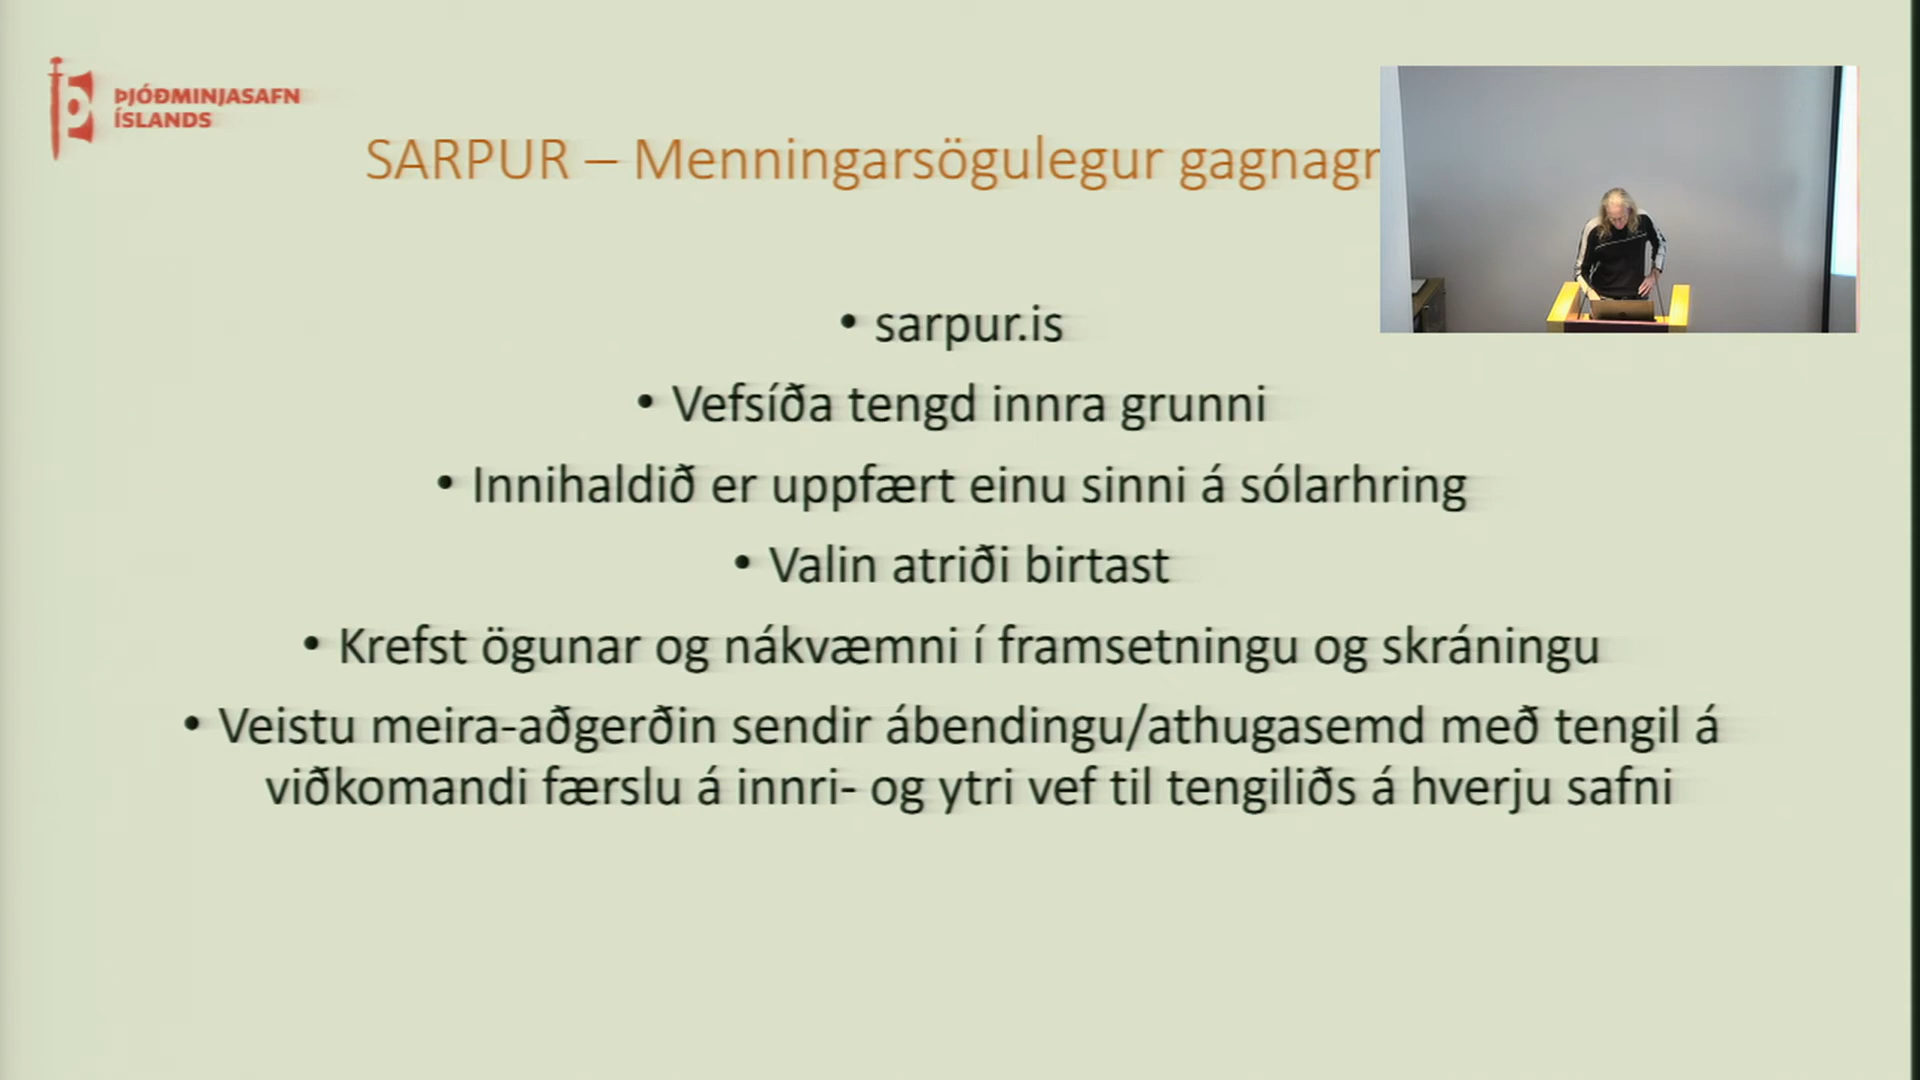 ÞJÓÐMINJASAFN
ÍSLANDS
SARPUR – Menningarsögulegur
• sarpur.is
• Vefsíða tengd innra grunni
• Innihaldið er uppfært einu sinni á sólarhring
• Valin atriði birtast
• Krefst ögunar og nákvæmni í framsetningu og skráningu
• Veistu meira-aðgerðin sendir ábendingu/athugasemd með tengil á
viðkomandi færslu á innri- og ytri vef til tengiliðs á hverju safni